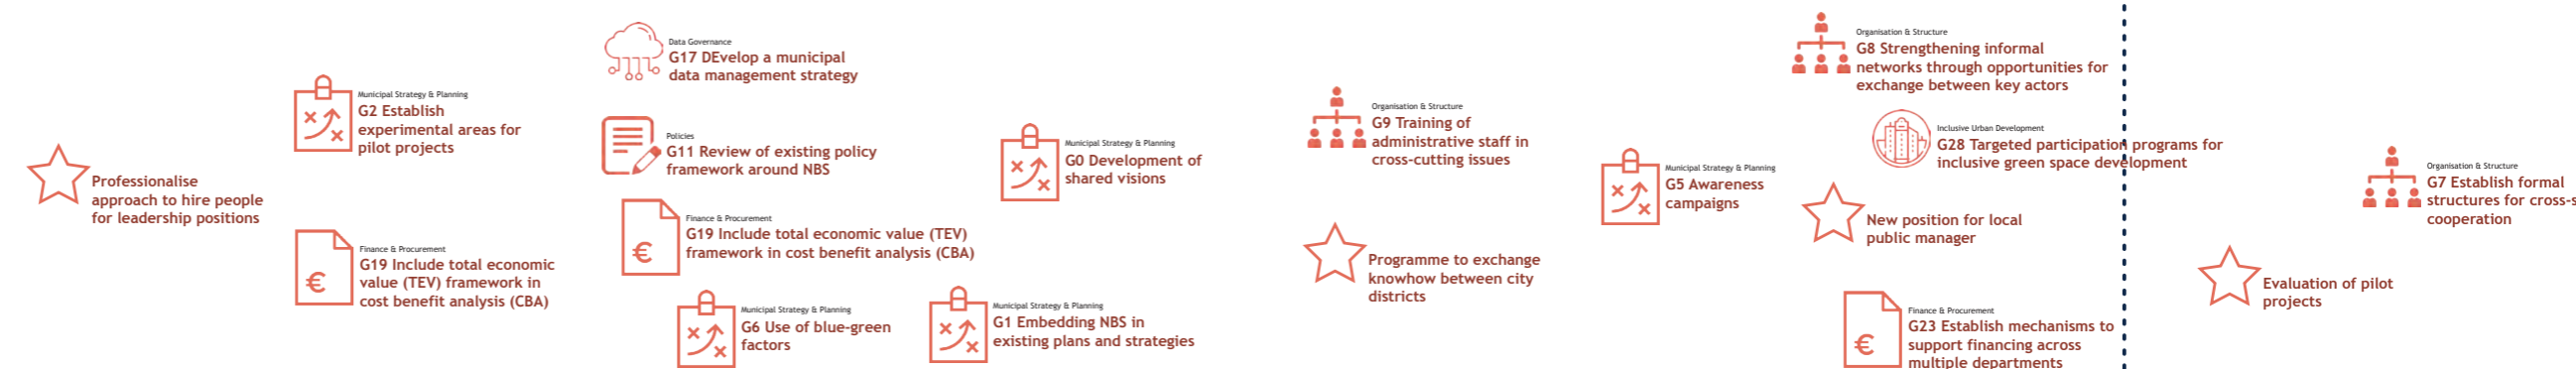 Professionalise
approach to hire people
for leadership positions
Municipal Strategy & Planning
G2 Establish
experimental areas for
pilot projects
Finance & Procurement
G19 Include total economic
value (TEV) framework in
cost benefit analysis (CBA)
Data Governance
G17 DEvelop a municipal
data management strategy
Policies
G11 Review of existing policy
framework around NBS
Finance & Procurement
G19 Include total economic value (TEV)
framework in cost benefit analysis (CBA)
Municipal Strategy & Planning
G6 Use of blue-green
factors
Municipal Strategy & Planning
G0 Development of
shared visions
Municipal Strategy & Planning
G1 Embedding NBS in
existing plans and strategies
Organisation & Structure
G9 Training of
administrative staff in
cross-cutting issues
Programme to exchange
knowhow between city
districts
Municipal Strategy & Planning
G5 Awareness
campaigns
Organisation & Structure
G8 Strengthening informal
networks through opportunities for
exchange between key actors
Inclusive Urban Development
G28 Targeted participation programs for
inclusive green space development
New position for local
public manager
Finance & Procurement
G23 Establish mechanisms to
support financing across
multiple departments
Evaluation of pilot
projects
Organisation & Structure
G7 Establish formal
structures for cross-s
cooperation